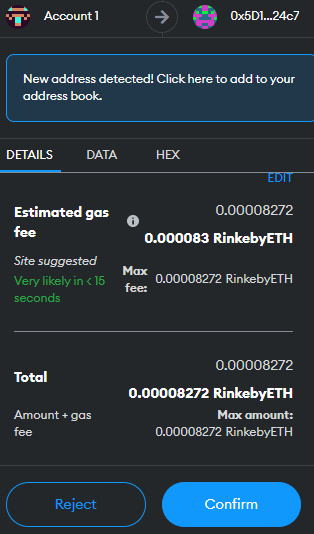 Account 1
0x5D1...24c7
New address detected! Click here to add to your
address book.
DETAILS DATA HEX
EDIT
Estimated gas
fee
0.00008272
0.000083 RinkebyETH
Site suggested
Very likely in < 15
seconds
Max
fee:
0.00008272 RinkebyETH
Total
0.00008272
0.00008272 RinkebyETH
Amount + gas
fee
Max amount:
0.00008272 RinkebyETH
Reject
Confirm